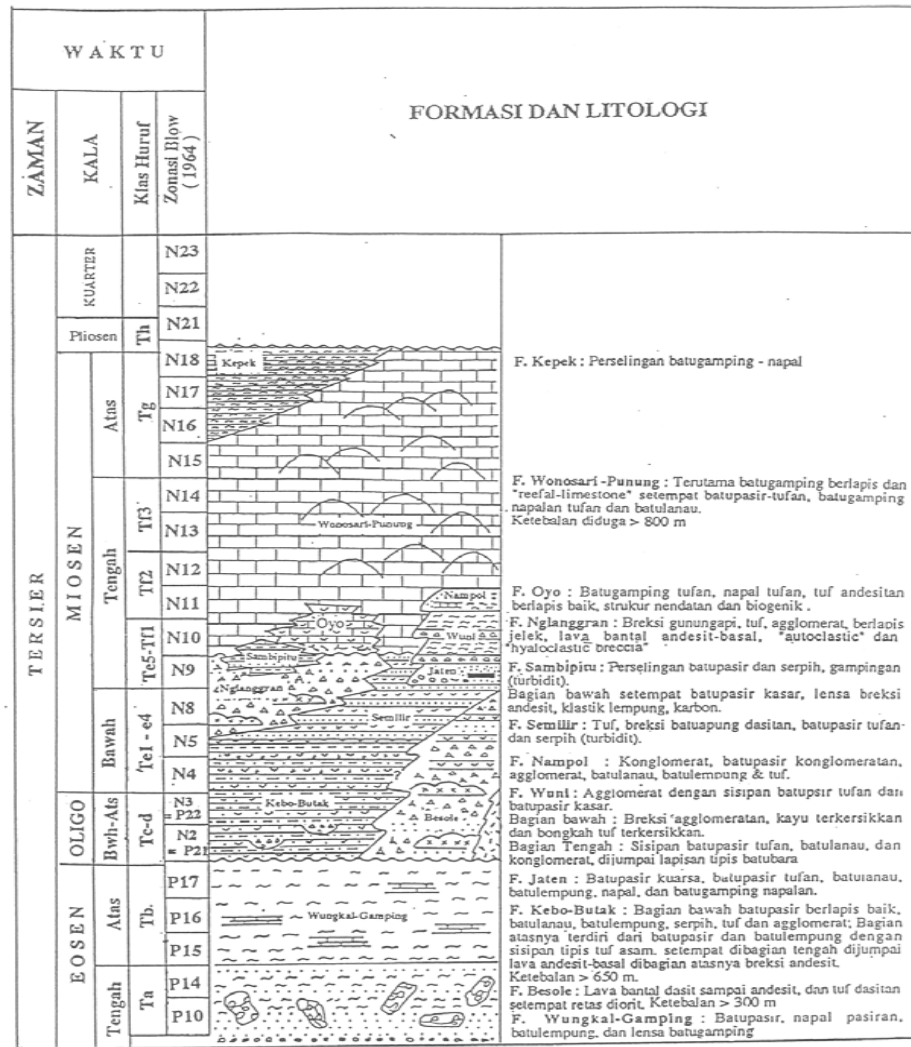 WAKTU
FORMASI DAN LITOLOGI
ZAMAN
KALA
Klas Huruf
Zonasi Blow
(1964)
TERSIER
KUARTER
Pliosen
MIOSEN
Atas
Tengah
Bawah
OLIGO
Bwh-Ats
EOSEN
Atas
Tengah
Th
Tg
Tf3
Tf2
Te5-Tf1
Te1 - e4
Tc-d
Tb.
Ta
N23
N22
N21
N18
N17
N16
N15
N14
N13
N12
N11
N10
N9
N8
N5
N4
N3
= P22
N2
= P21
P17
P16
P15
P14
P10
Kepek
Wonosari-Punung
Nampol
Oyo
Wuni
Sambipitu
Jaten
Nglanggran
Semilir
Kebo-Butak
Besole
Wungkal-Gamping
F. Kepek : Perselingan batugamping - napal
F. Wonosari -Punung : Terutama batugamping berlapis dan
"reefal-limestone" setempat batupasir-tufan, batugamping
napalan tufan dan batulanau.
Ketebalan diduga > 800 m
F. Oyo : Batugamping tufan, napal tufan, tuf andesitan
berlapis baik, strukur nendatan dan biogenik .
F. Nglanggran : Breksi gunungapi, tuf, agglomerat, berlapis
jelek, lava bantal andesit-basal, "autoclastic" dan
"hyaloclastic breccia"
F. Sambipitu : Perselingan batupasir dan serpih, gampingan
(turbidit).
Bagian bawah setempat batupasir kasar, lensa breksi
andesit, klastik lempung, karbon.
F. Semilir : Tuf, breksi batuapung dasitan, batupasir tufan-
dan serpih (turbidit).
F. Nampol : Konglomerat, batupasir konglomeratan,
agglomerat, batulanau, batulempung & tuf.
F. Wuni : Agglomerat dengan sisipan batupsir tufan dan
batupasir kasar.
Bagian bawah : Breksi agglomeratan, kayu terkersikkan
dan bongkah tuf terkersikkan.
Bagian Tengah : Sisipan batupasir tufan, batulanau, dan
konglomerat, dijumpai lapisan tipis batubara
F. Jaten : Batupasir kuarsa, batupasir tufan, batulanau,
batulempung, napal, dan batugamping napalan.
F. Kebo-Butak : Bagian bawah batupasir berlapis baik,
batulanau, batulempung, serpih, tuf dan agglomerat; Bagian
atasnya terdiri dari batupasir dan batulempung dengan
sisipan tipis tuf asam. setempat dibagian tengah dijumpai
lava andesit-basal dibagian atasnya breksi andesit.
Ketebalan > 650 m.
F. Besole : Lava bantal dasit sampai andesit, dan tuf dasitan
setempat retas diorit. Ketebalan > 300 m
F. Wungkal-Gamping : Batupasir, napal pasiran,
batulempung, dan lensa batugamping